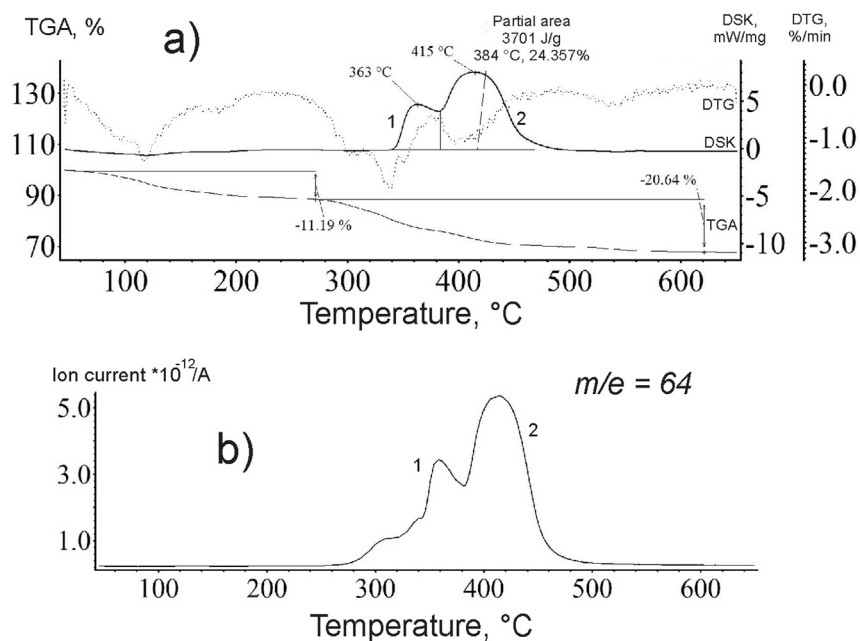 TGA, %
a)
Partial area
3701 J/g
384 °C, 24.357%
DSK,
mW/mg
DTG,
%/min
363 °C
415 °C
130
110
90
70
1
2
DTG
DSK
TGA
-11.19 %
-20.64 %
5
0
-5
-10
0.0
-1.0
-2.0
-3.0
100 200 300 400 500 600
Temperature, °C
Ion current *10⁻¹²/A
m/e = 64
b)
5.0
3.0
1.0
1
2
100 200 300 400 500 600
Temperature, °C